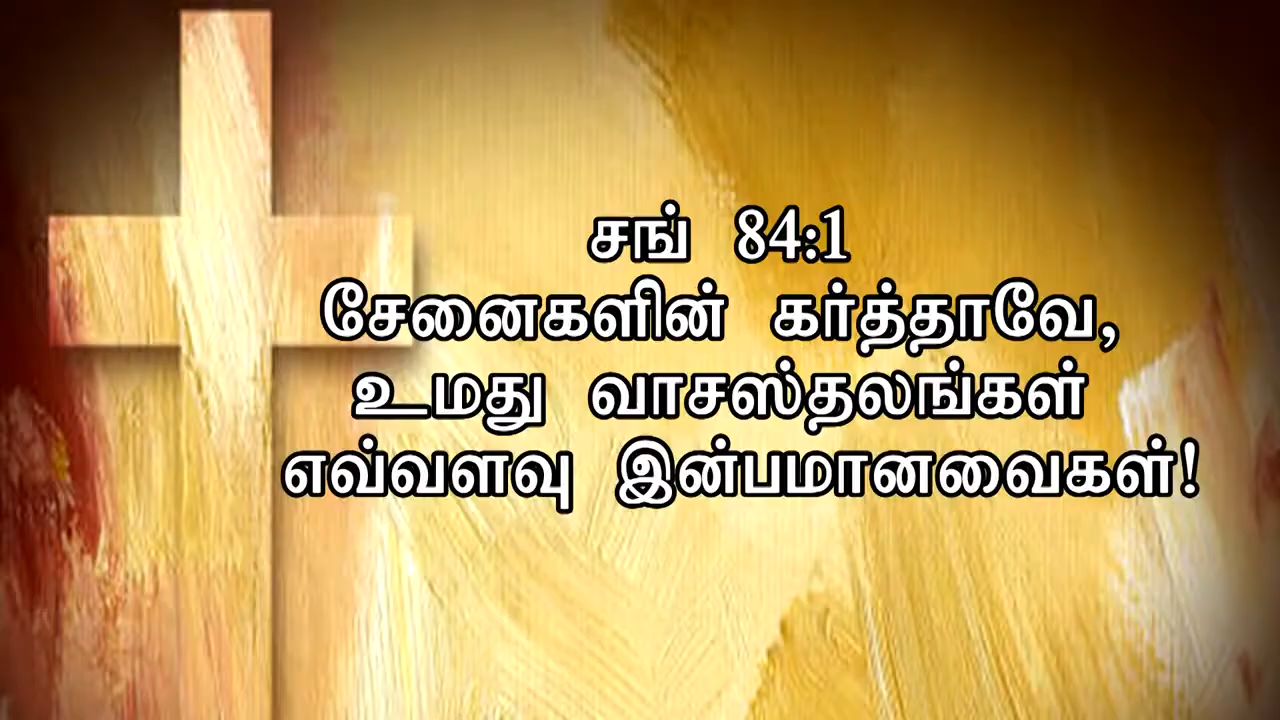 சங் 84:1
சேனைகளின் கர்த்தாவே,
உமது வாசஸ்தலங்கள்
எவ்வளவு இன்பமானவைகள்!